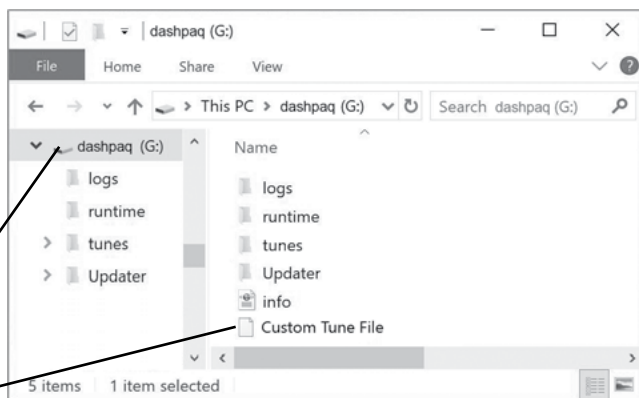 dashpaq (G:)
File Home Share View
This PC > dashpaq (G:) Search dashpaq (G:)
dashpaq (G:) Name
logs logs
runtime runtime
tunes tunes
Updater Updater
info
Custom Tune File
5 items 1 item selected